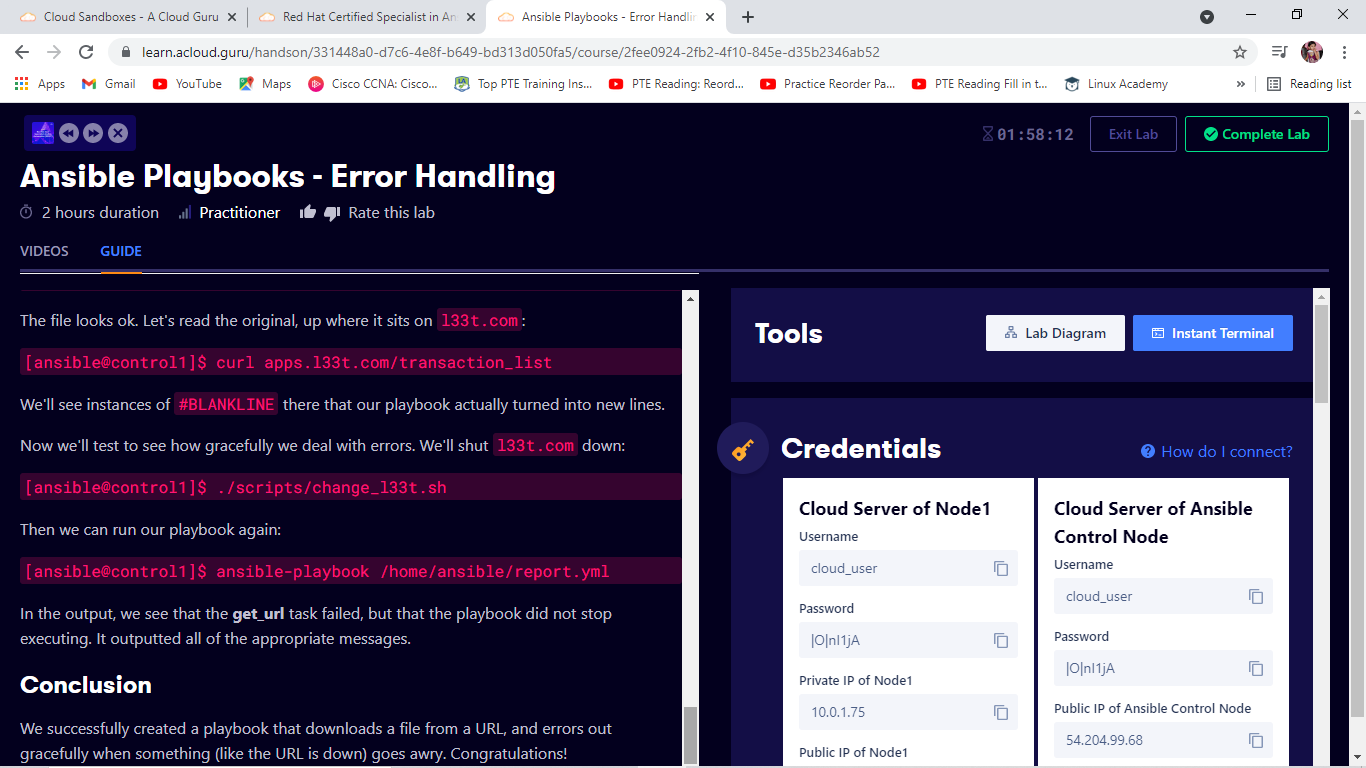 Cloud Sandboxes - A Cloud Guru
Red Hat Certified Specialist in An
Ansible Playbooks - Error Handlin
learn.acloud.guru/handson/331448a0-d7c6-4e8f-b649-bd313d050fa5/course/2fee0924-2fb2-4f10-845e-d35b2346ab52
Apps Gmail YouTube Maps Cisco CCNA: Cisco... Top PTE Training Ins... PTE Reading: Reord... Practice Reorder Pa... PTE Reading Fill in t... Linux Academy » Reading list
01:58:12 Exit Lab Complete Lab
Ansible Playbooks - Error Handling
2 hours duration Practitioner Rate this lab
VIDEOS GUIDE
The file looks ok. Let's read the original, up where it sits on l33t.com:
[ansible@control1]$ curl apps.l33t.com/transaction_list
We'll see instances of #BLANKLINE there that our playbook actually turned into new lines.
Now we'll test to see how gracefully we deal with errors. We'll shut l33t.com down:
[ansible@control1]$ ./scripts/change_l33t.sh
Then we can run our playbook again:
[ansible@control1]$ ansible-playbook /home/ansible/report.yml
In the output, we see that the get_url task failed, but that the playbook did not stop
executing. It outputted all of the appropriate messages.
Conclusion
We successfully created a playbook that downloads a file from a URL, and errors out
gracefully when something (like the URL is down) goes awry. Congratulations!
Tools
Lab Diagram
Instant Terminal
Credentials
How do I connect?
Cloud Server of Node1
Username
cloud_user
Password
|O|nI1jA
Private IP of Node1
10.0.1.75
Public IP of Node1
Cloud Server of Ansible
Control Node
Username
cloud_user
Password
|O|nI1jA
Public IP of Ansible Control Node
54.204.99.68